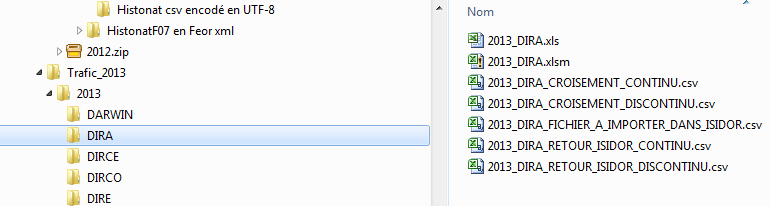 Histonat csv encodé en UTF-8
HistonatF07 en Feor xml
2012.zip
Trafic_2013
2013
DARWIN
DIRA
DIRCE
DIRCO
DIRE
Nom
2013_DIRA.xls
2013_DIRA.xlsm
2013_DIRA_CROISEMENT_CONTINU.csv
2013_DIRA_CROISEMENT_DISCONTINU.csv
2013_DIRA_FICHIER_A_IMPORTER_DANS_ISIDOR.csv
2013_DIRA_RETOUR_ISIDOR_CONTINU.csv
2013_DIRA_RETOUR_ISIDOR_DISCONTINU.csv